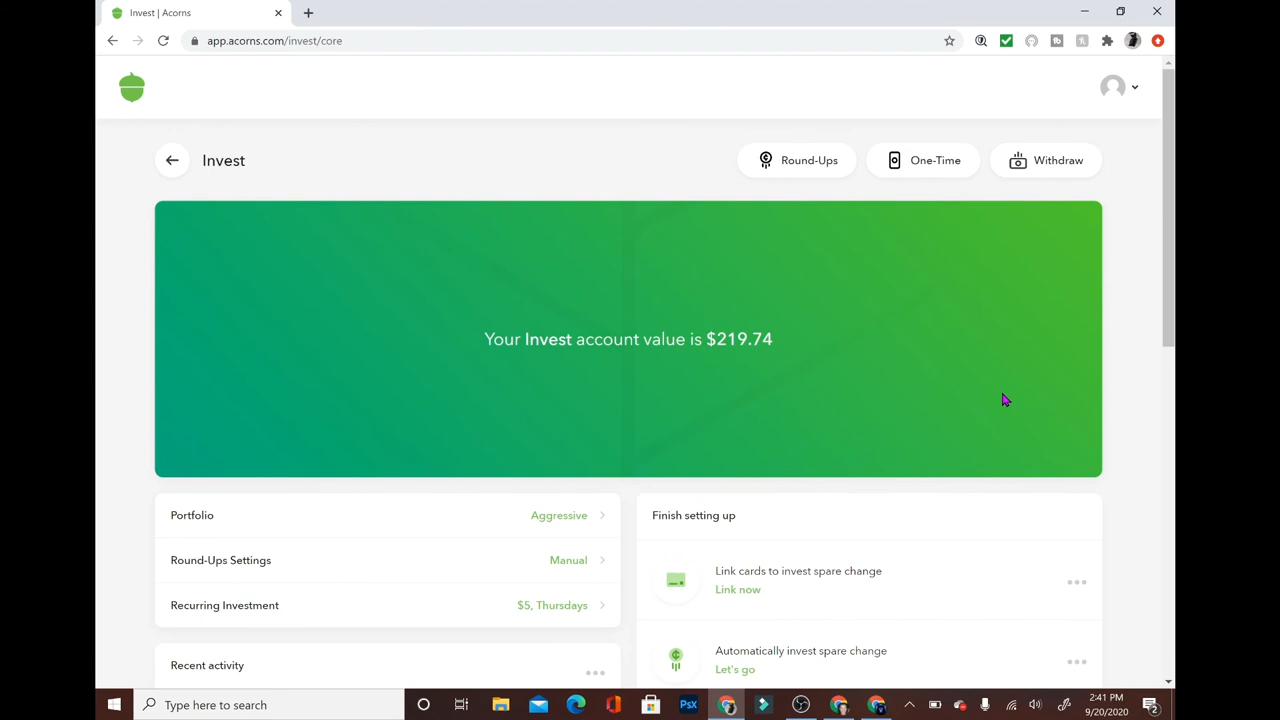 Invest | Acorns
app.acorns.com/invest/core
Invest
Round-Ups
One-Time
Withdraw
Your Invest account value is $219.74
Portfolio
Aggressive
Round-Ups Settings
Manual
Recurring Investment
$5, Thursdays
Recent activity
Finish setting up
Link cards to invest spare change
Link now
Automatically invest spare change
Let's go
Type here to search
PSX
2:41 PM
9/20/2020
2